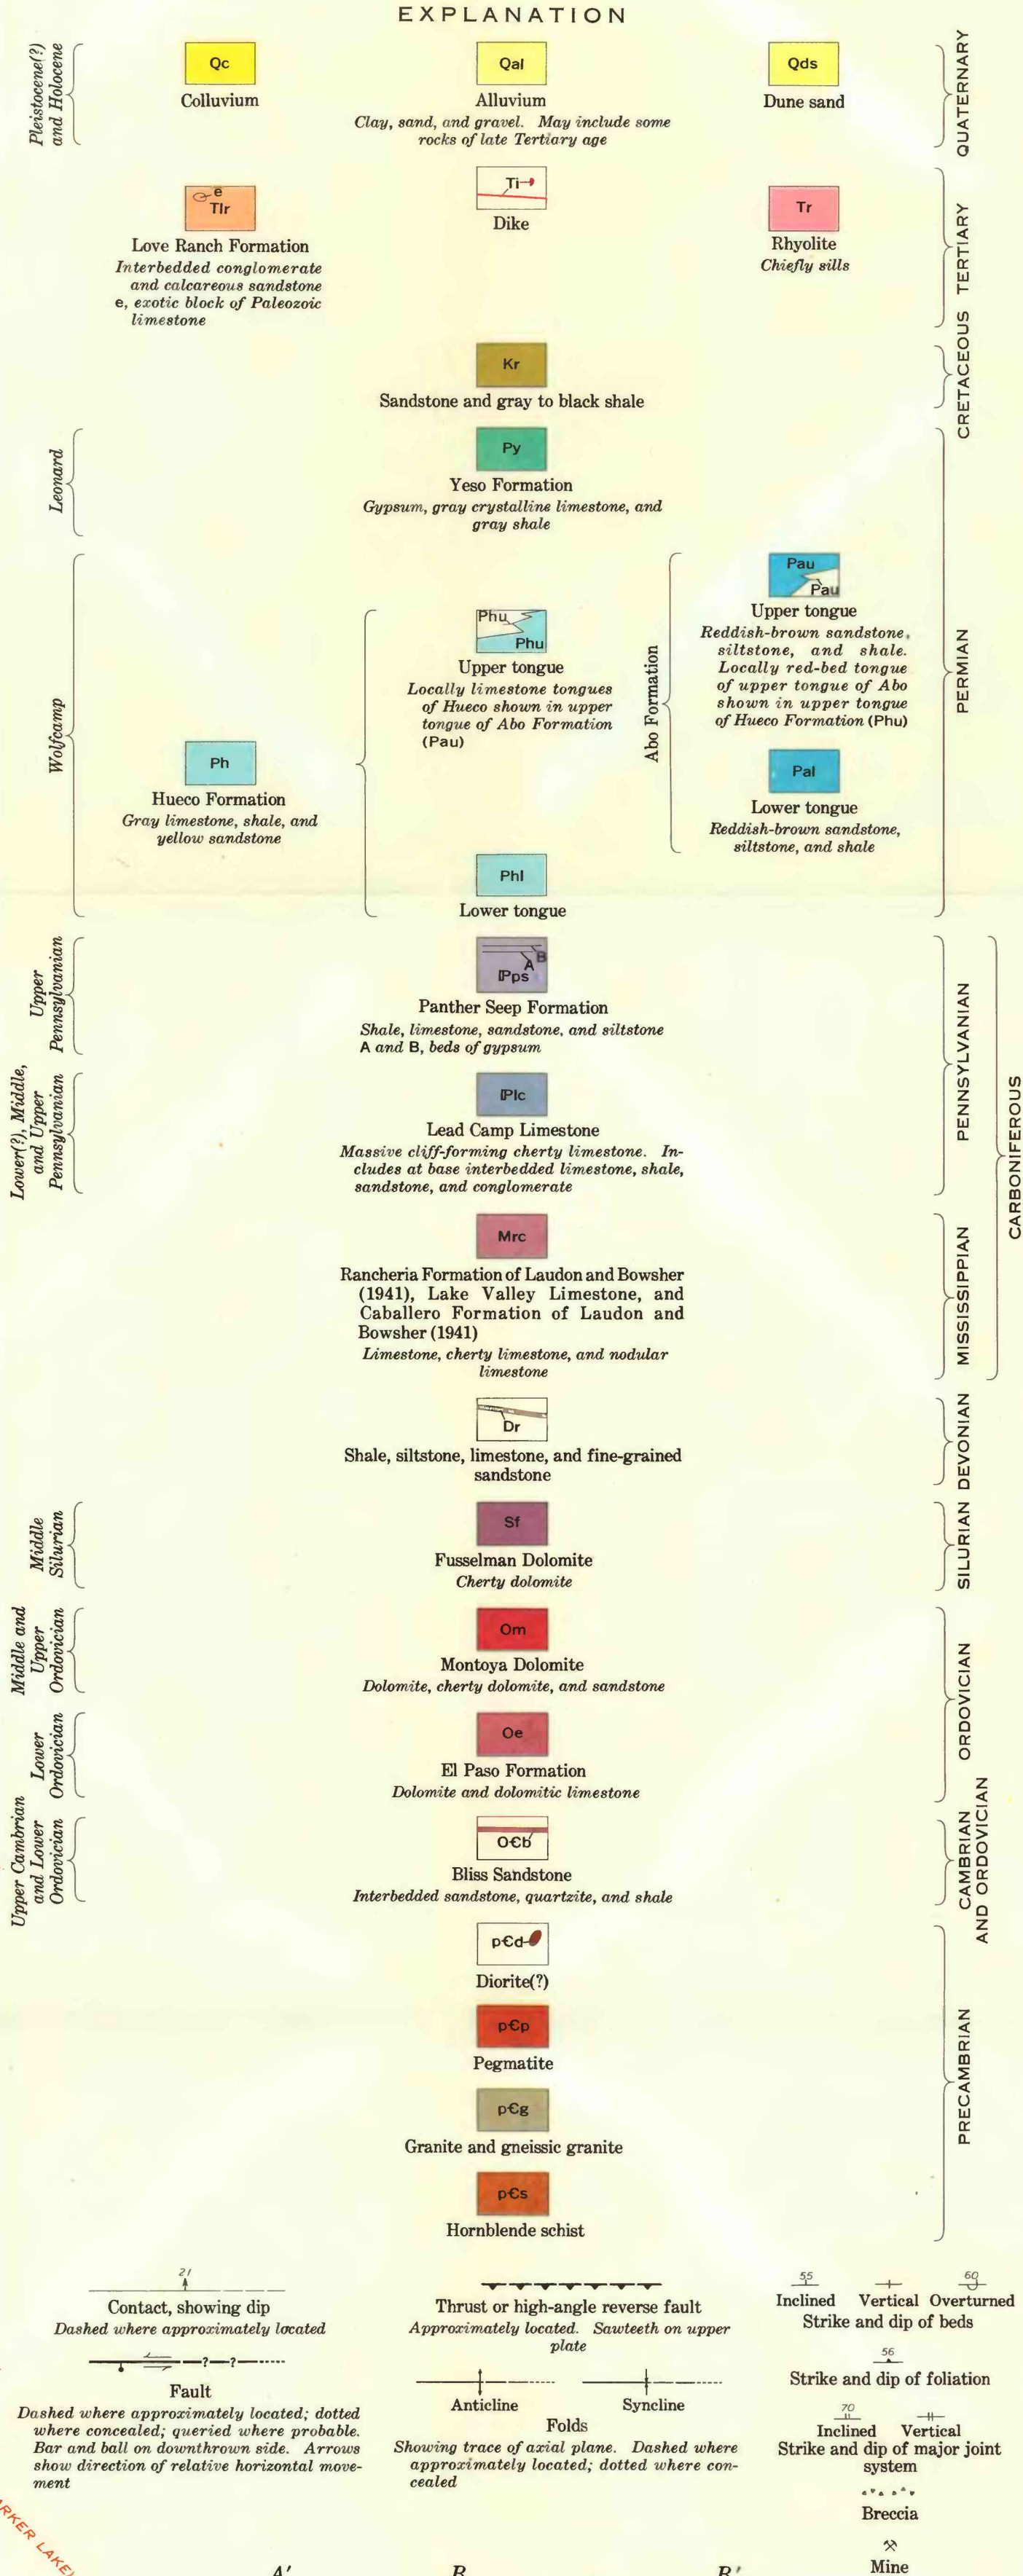 EXPLANATION
Pleistocene(?)
and Holocene
Qc
Colluvium
Qal
Alluvium
Clay, sand, and gravel. May include some
rocks of late Tertiary age
Qds
Dune sand
QUATERNARY
e
Tlr
Love Ranch Formation
Interbedded conglomerate
and calcareous sandstone
e, exotic block of Paleozoic
limestone
Ti
Dike
Tr
Rhyolite
Chiefly sills
TERTIARY
Kr
Sandstone and gray to black shale
CRETACEOUS
Leonard
Py
Yeso Formation
Gypsum, gray crystalline limestone, and
gray shale
Wolfcamp
Ph
Hueco Formation
Gray limestone, shale, and
yellow sandstone
Phu
Phu
Upper tongue
Locally limestone tongues
of Hueco shown in upper
tongue of Abo Formation
(Pau)
Phl
Lower tongue
Abo Formation
Pau
Pau
Upper tongue
Reddish-brown sandstone,
siltstone, and shale.
Locally red-bed tongue
of upper tongue of Abo
shown in upper tongue
of Hueco Formation (Phu)
Pal
Lower tongue
Reddish-brown sandstone,
siltstone, and shale
PERMIAN
Upper
Pennsylvanian
B
A
ℙps
Panther Seep Formation
Shale, limestone, sandstone, and siltstone
A and B, beds of gypsum
Lower(?), Middle,
and Upper
Pennsylvanian
ℙlc
Lead Camp Limestone
Massive cliff-forming cherty limestone. In-
cludes at base interbedded limestone, shale,
sandstone, and conglomerate
PENNSYLVANIAN
Mrc
Rancheria Formation of Laudon and Bowsher
(1941), Lake Valley Limestone, and
Caballero Formation of Laudon and
Bowsher (1941)
Limestone, cherty limestone, and nodular
limestone
MISSISSIPPIAN
CARBONIFEROUS
Dr
Shale, siltstone, limestone, and fine-grained
sandstone
DEVONIAN
Middle
Silurian
Sf
Fusselman Dolomite
Cherty dolomite
SILURIAN
Middle and
Upper
Ordovician
Om
Montoya Dolomite
Dolomite, cherty dolomite, and sandstone
Lower
Ordovician
Oe
El Paso Formation
Dolomite and dolomitic limestone
ORDOVICIAN
Upper Cambrian
and Lower
Ordovician
O€b
Bliss Sandstone
Interbedded sandstone, quartzite, and shale
CAMBRIAN
AND ORDOVICIAN
p€d
Diorite(?)
p€p
Pegmatite
p€g
Granite and gneissic granite
p€s
Hornblende schist
PRECAMBRIAN
21
Contact, showing dip
Dashed where approximately located
?
?
Fault
Dashed where approximately located; dotted
where concealed; queried where probable.
Bar and ball on downthrown side. Arrows
show direction of relative horizontal move-
ment
Thrust or high-angle reverse fault
Approximately located. Sawteeth on upper
plate
Anticline
Syncline
Folds
Showing trace of axial plane. Dashed where
approximately located; dotted where con-
cealed
55
60
Inclined Vertical Overturned
Strike and dip of beds
56
Strike and dip of foliation
70
Inclined Vertical
Strike and dip of major joint
system
Breccia
Mine
A′
B
B′